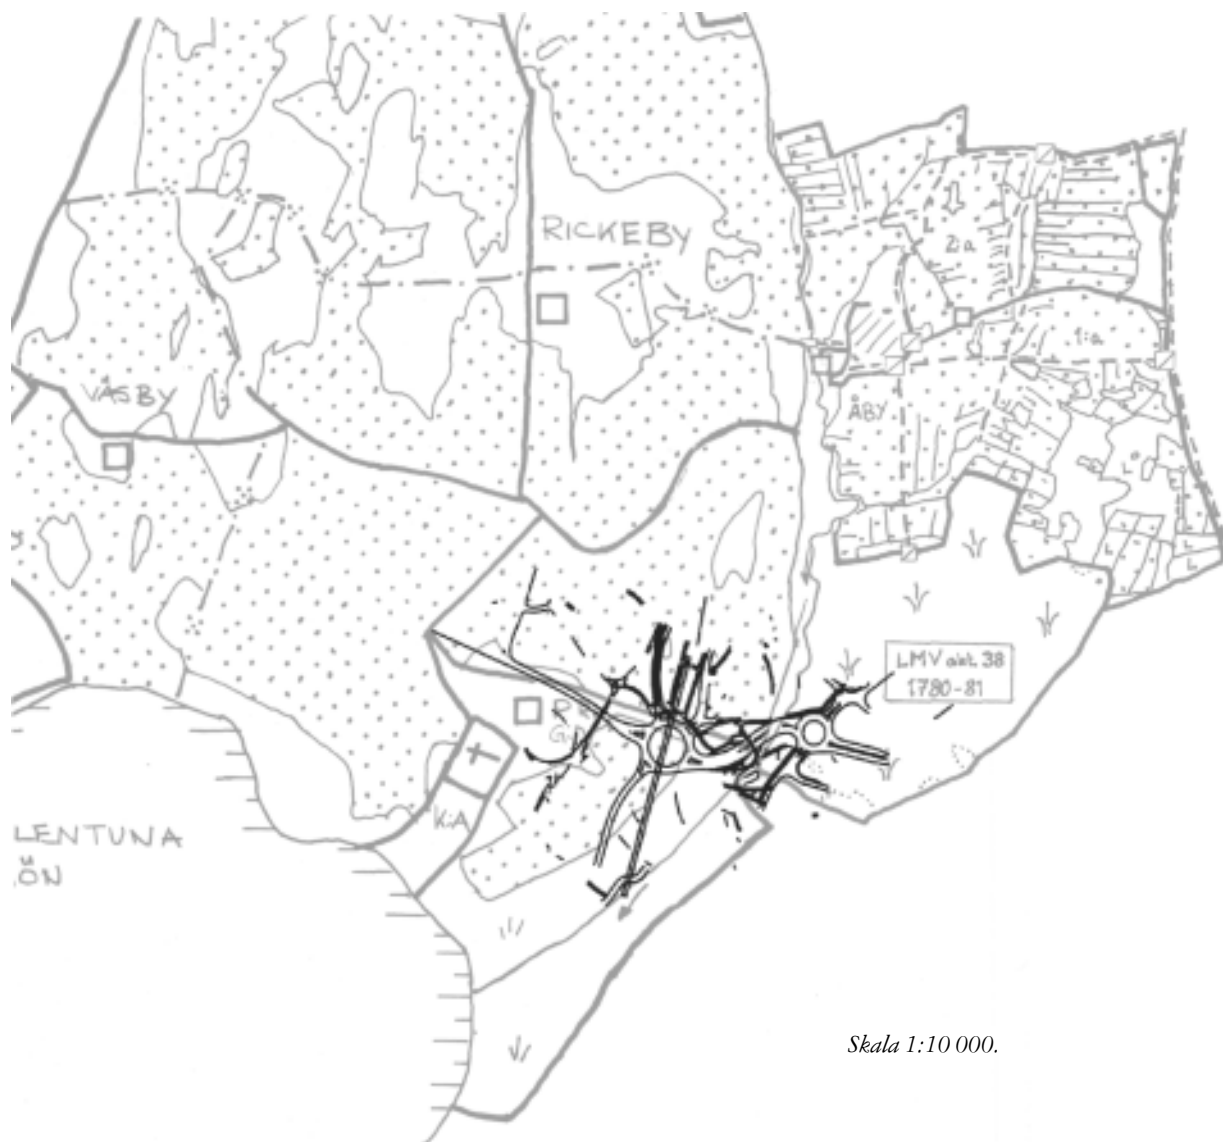 RICKEBY
2:a
1:a
VÄSBY
ÅBY
LMV akt. 38
1780-81
K:A
LENTUNA
ÖN
Skala 1:10 000.